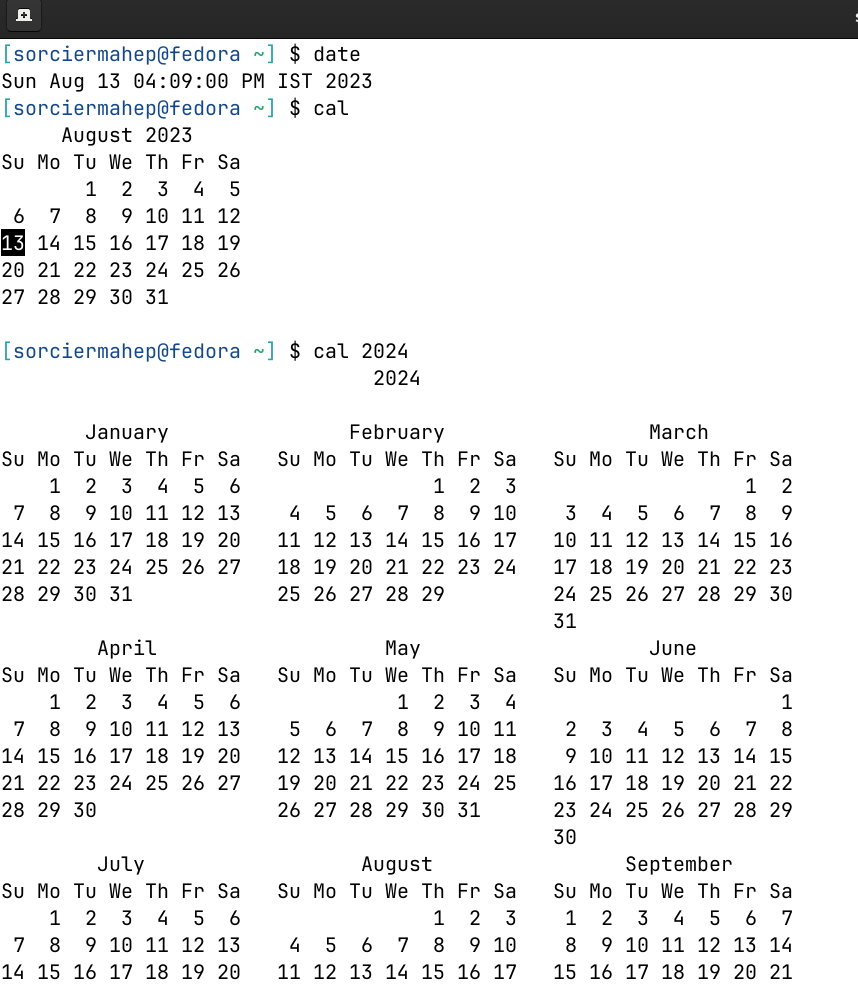 [sorciermahep@fedora ~] $ date
Sun Aug 13 04:09:00 PM IST 2023
[sorciermahep@fedora ~] $ cal
     August 2023
Su Mo Tu We Th Fr Sa
       1  2  3  4  5
 6  7  8  9 10 11 12
13 14 15 16 17 18 19
20 21 22 23 24 25 26
27 28 29 30 31
[sorciermahep@fedora ~] $ cal 2024
                               2024
       January               February                 March
Su Mo Tu We Th Fr Sa   Su Mo Tu We Th Fr Sa   Su Mo Tu We Th Fr Sa
    1  2  3  4  5  6                1  2  3                   1  2
 7  8  9 10 11 12 13    4  5  6  7  8  9 10    3  4  5  6  7  8  9
14 15 16 17 18 19 20   11 12 13 14 15 16 17   10 11 12 13 14 15 16
21 22 23 24 25 26 27   18 19 20 21 22 23 24   17 18 19 20 21 22 23
28 29 30 31            25 26 27 28 29         24 25 26 27 28 29 30
                                              31
        April                   May                   June
Su Mo Tu We Th Fr Sa   Su Mo Tu We Th Fr Sa   Su Mo Tu We Th Fr Sa
    1  2  3  4  5  6             1  2  3  4                      1
 7  8  9 10 11 12 13    5  6  7  8  9 10 11    2  3  4  5  6  7  8
14 15 16 17 18 19 20   12 13 14 15 16 17 18    9 10 11 12 13 14 15
21 22 23 24 25 26 27   19 20 21 22 23 24 25   16 17 18 19 20 21 22
28 29 30               26 27 28 29 30 31      23 24 25 26 27 28 29
                                              30
        July                  August                September
Su Mo Tu We Th Fr Sa   Su Mo Tu We Th Fr Sa   Su Mo Tu We Th Fr Sa
    1  2  3  4  5  6                1  2  3    1  2  3  4  5  6  7
 7  8  9 10 11 12 13    4  5  6  7  8  9 10    8  9 10 11 12 13 14
14 15 16 17 18 19 20   11 12 13 14 15 16 17   15 16 17 18 19 20 21